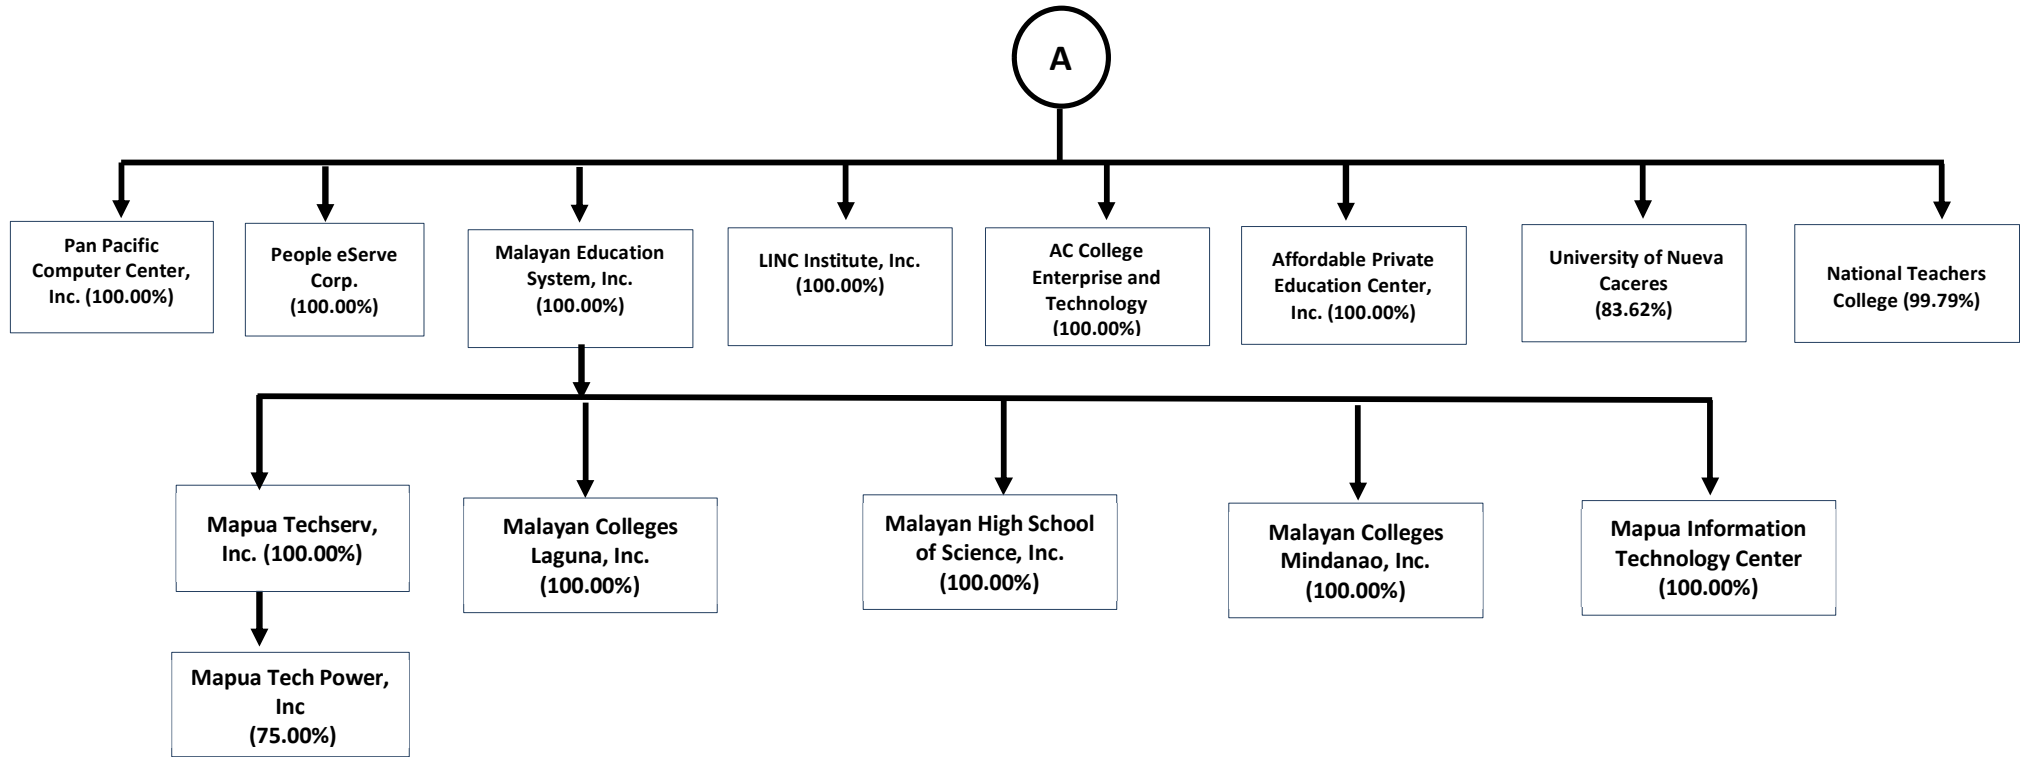 A
Pan Pacific
Computer Center,
Inc. (100.00%)
People eServe
Corp.
(100.00%)
Malayan Education
System, Inc.
(100.00%)
LINC Institute, Inc.
(100.00%)
AC College
Enterprise and
Technology
(100.00%)
Affordable Private
Education Center,
Inc. (100.00%)
University of Nueva
Caceres
(83.62%)
National Teachers
College (99.79%)
Mapua Techserv,
Inc. (100.00%)
Malayan Colleges
Laguna, Inc.
(100.00%)
Malayan High School
of Science, Inc.
(100.00%)
Malayan Colleges
Mindanao, Inc.
(100.00%)
Mapua Information
Technology Center
(100.00%)
Mapua Tech Power,
Inc
(75.00%)